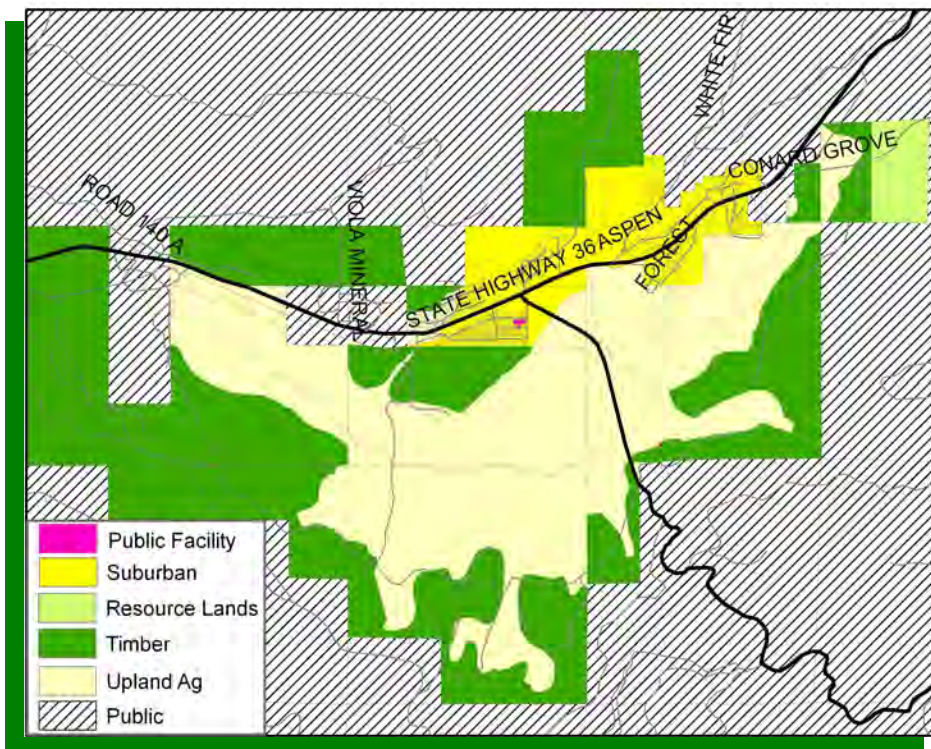 WHITE FIR
CONARD GROVE
ROAD 140 A
VIOLA MINERAL
STATE HIGHWAY 36 ASPEN
FOREST
Public Facility
Suburban
Resource Lands
Timber
Upland Ag
Public